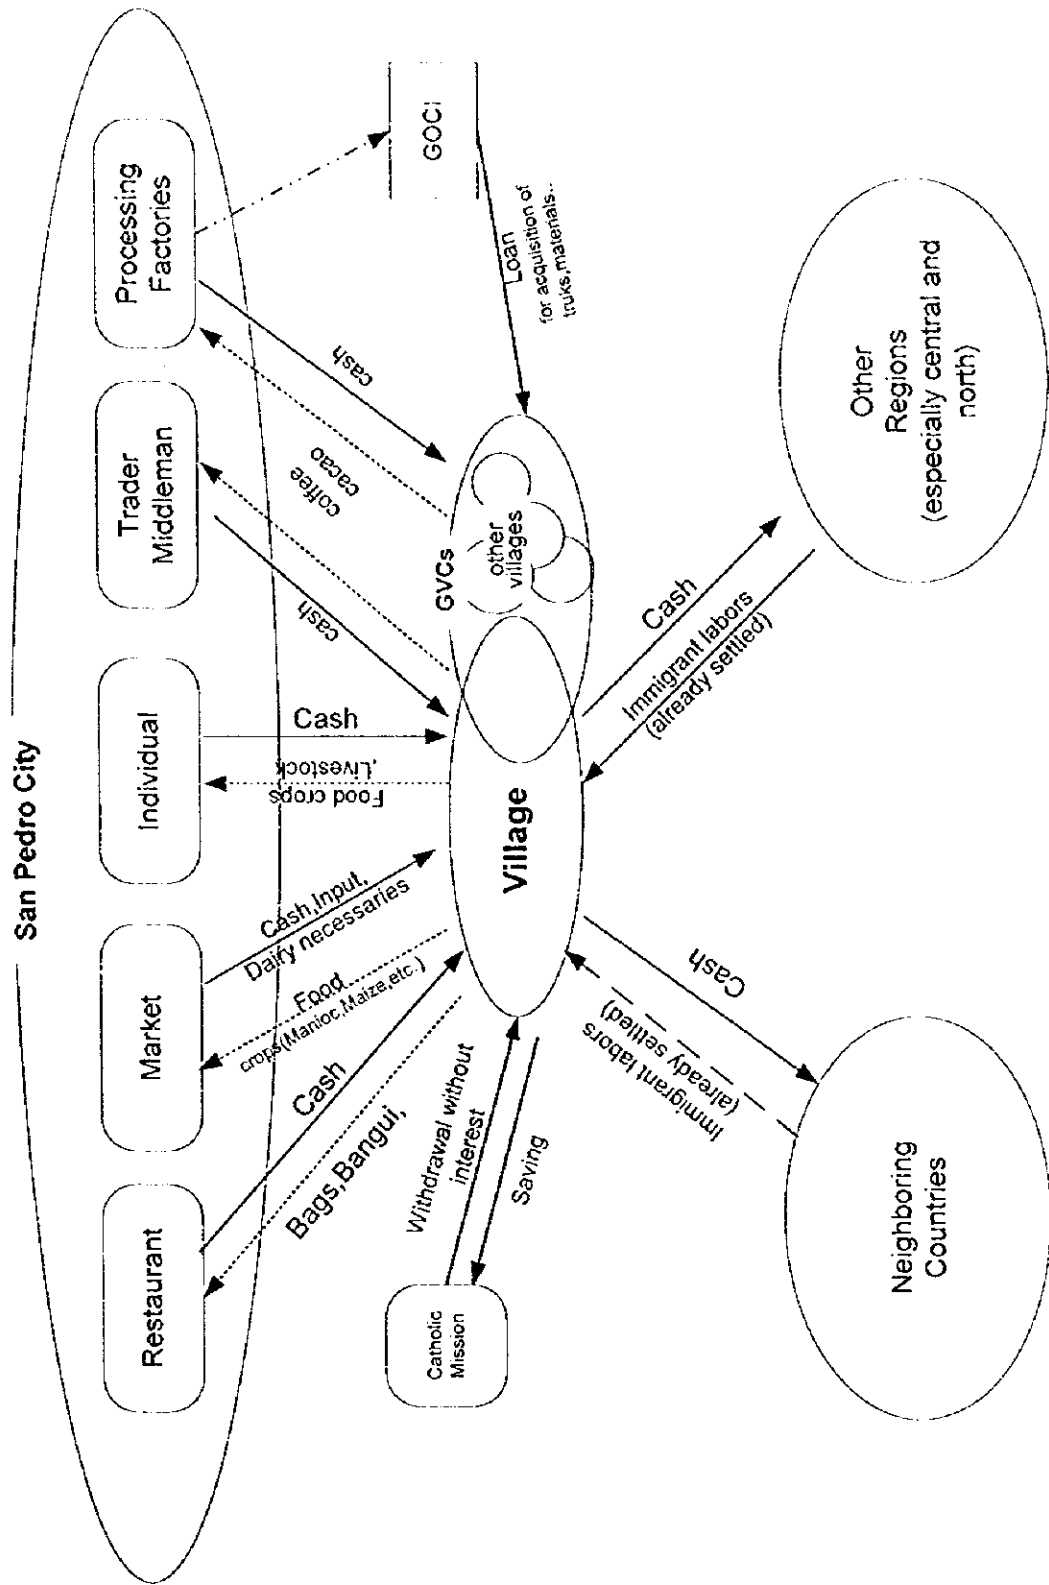 San Pedro City
Restaurant
Market
Individual
Trader
Middleman
Processing
Factories
Cash
Bags,Bangui,
Cash,Input,
Dairy necessaries
Food
crops(Manioc,Maize,etc.)
Cash
Food crops
,Livestock
cash
coffee
cacao
cash
GOCI
Loan
for acquisition of
truks,materials..
Catholic
Mission
Withdrawal without
interest
Saving
Village
GVCs
other
villages
Cash
Immigrant labors
(already settled)
Cash
Immigrant labors
(already settled)
Neighboring
Countries
Other
Regions
(especially central and
north)